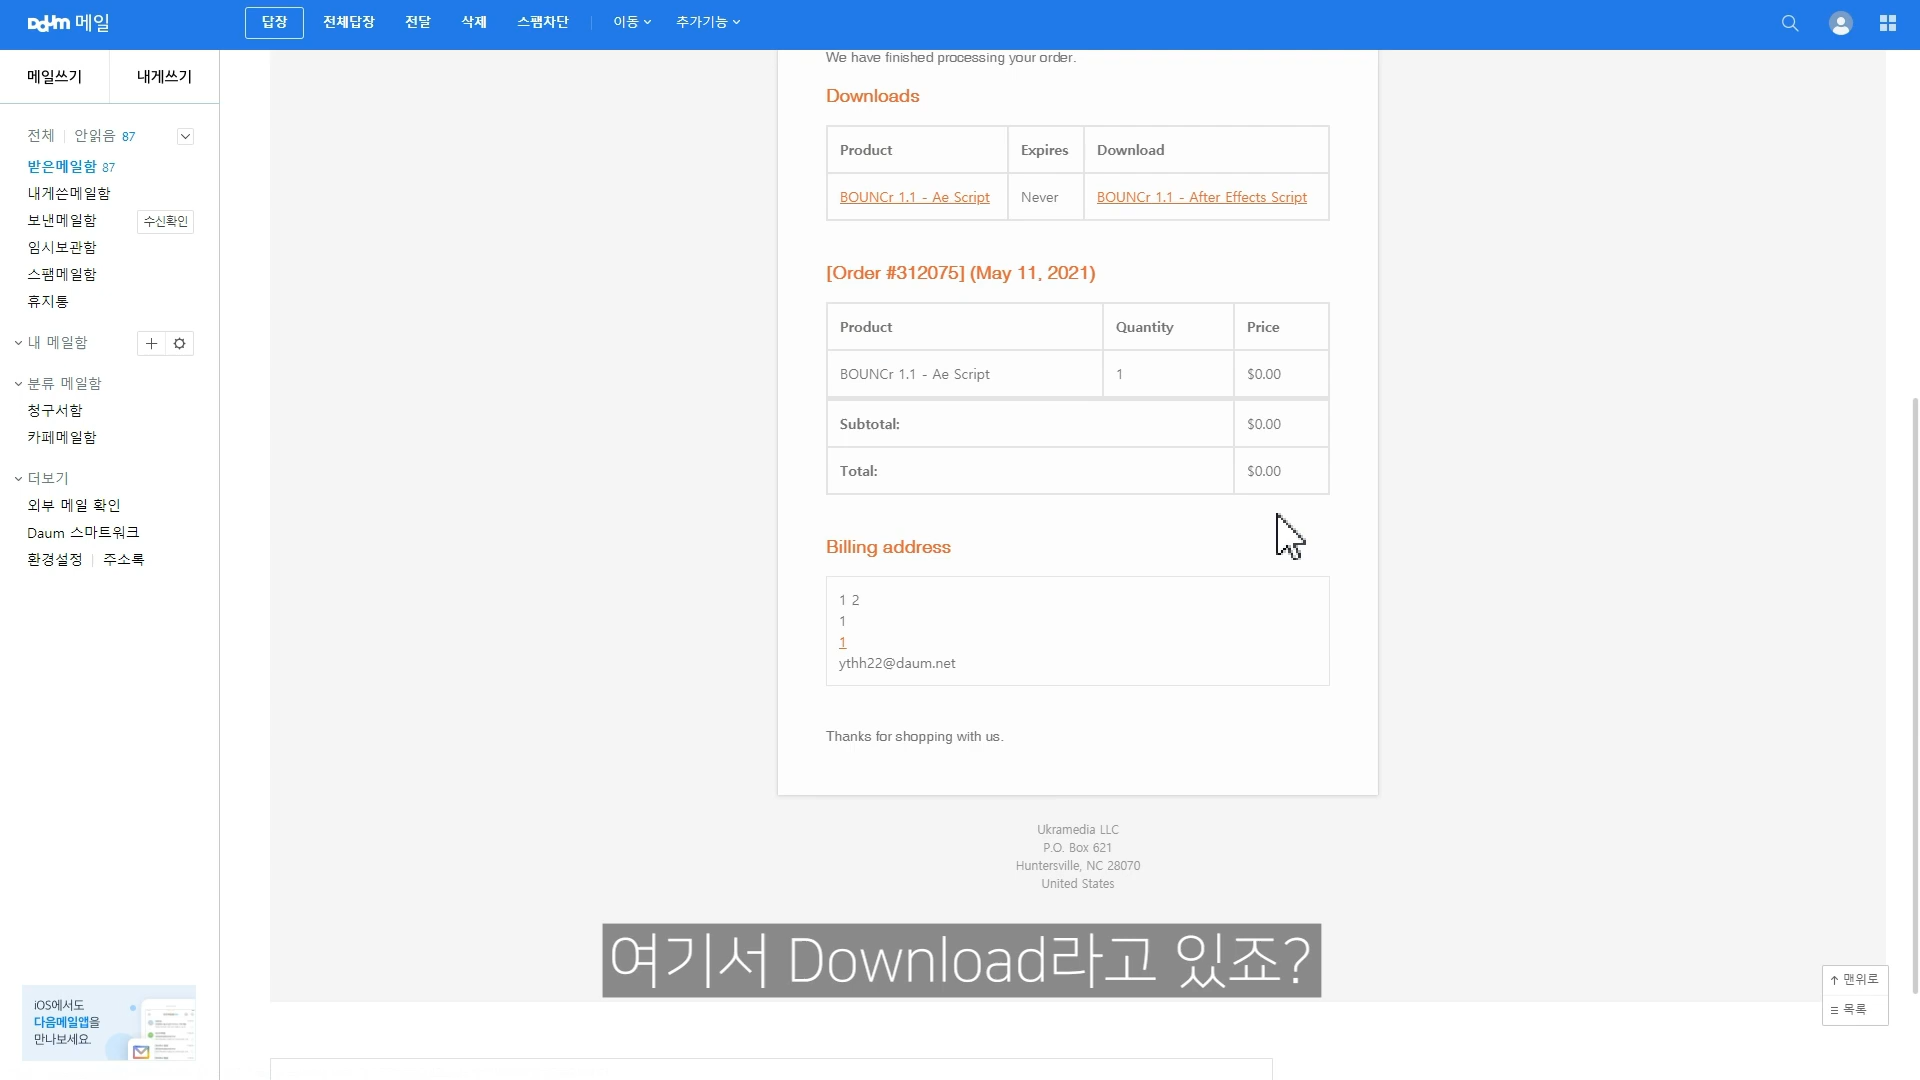 Daum 메일
답장 전체답장 전달 삭제 스팸차단 이동 추가기능
메일쓰기 내게쓰기
전체 안읽음 87
받은메일함 87
내게쓴메일함
보낸메일함 수신확인
임시보관함
스팸메일함
휴지통
내 메일함
분류 메일함
청구서함
카페메일함
더보기
외부 메일 확인
Daum 스마트워크
환경설정 주소록
iOS에서도
다음메일앱을
만나보세요.
We have finished processing your order.
Downloads
Product Expires Download
BOUNCr 1.1 - Ae Script Never BOUNCr 1.1 - After Effects Script
[Order #312075] (May 11, 2021)
Product Quantity Price
BOUNCr 1.1 - Ae Script 1 $0.00
Subtotal: $0.00
Total: $0.00
Billing address
1 2
1
1
ythh22@daum.net
Thanks for shopping with us.
Ukramedia LLC
P.O. Box 621
Huntersville, NC 28070
United States
여기서 Download라고 있죠?
맨위로
목록